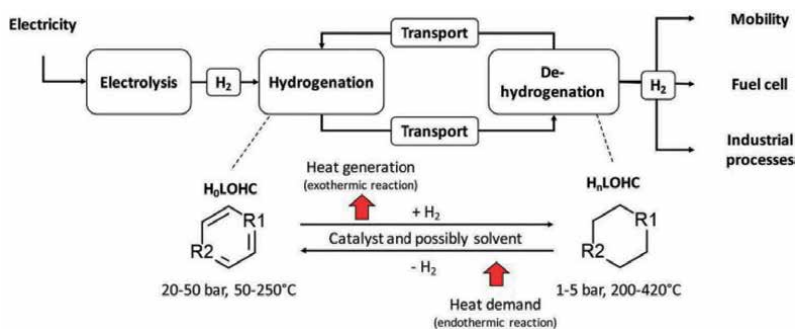 Electricity
Electrolysis
H₂
Hydrogenation
Transport
Transport
De-
hydrogenation
H₂
Mobility
Fuel cell
Industrial
processes
H₀LOHC
R1
R2
20-50 bar, 50-250°C
Heat generation
(exothermic reaction)
+ H₂
Catalyst and possibly solvent
- H₂
Heat demand
(endothermic reaction)
HₙLOHC
R1
R2
1-5 bar, 200-420°C